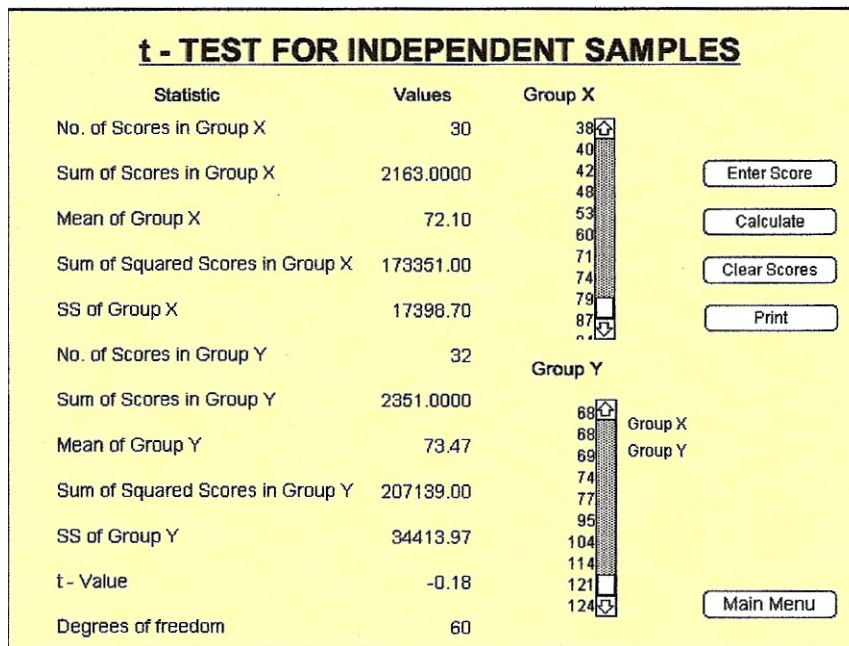 t - TEST FOR INDEPENDENT SAMPLES
Statistic Values Group X
No. of Scores in Group X 30
Sum of Scores in Group X 2163.0000
Mean of Group X 72.10
Sum of Squared Scores in Group X 173351.00
SS of Group X 17398.70
No. of Scores in Group Y 32
Sum of Scores in Group Y 2351.0000
Mean of Group Y 73.47
Sum of Squared Scores in Group Y 207139.00
SS of Group Y 34413.97
t - Value -0.18
Degrees of freedom 60
38
40
42
48
53
60
71
74
79
87
Group Y
68
68
69
74
77
95
104
114
121
124
Group X
Group Y
Enter Score
Calculate
Clear Scores
Print
Main Menu